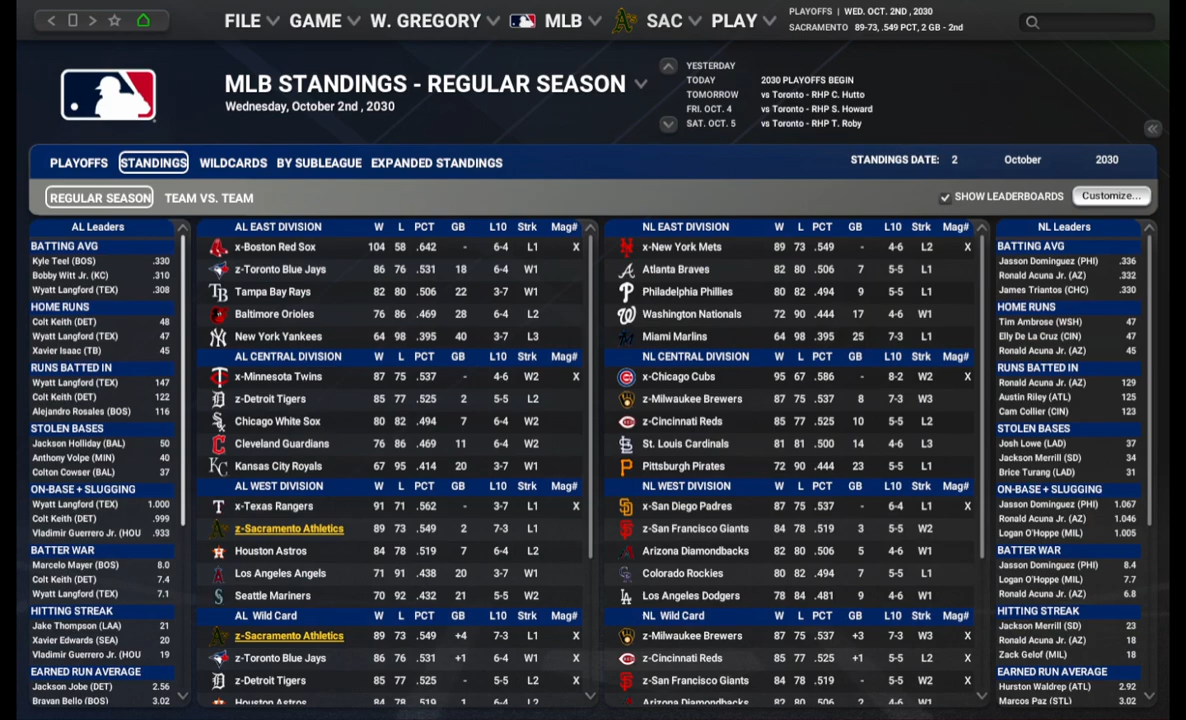 FILE GAME W. GREGORY MLB SAC PLAY
PLAYOFFS | WED. OCT. 2ND , 2030
SACRAMENTO 89-73, .549 PCT, 2 GB - 2nd
MLB STANDINGS - REGULAR SEASON
Wednesday, October 2nd , 2030
YESTERDAY
TODAY 2030 PLAYOFFS BEGIN
TOMORROW vs Toronto - RHP C. Hutto
FRI. OCT. 4 vs Toronto - RHP S. Howard
SAT. OCT. 5 vs Toronto - RHP T. Roby
PLAYOFFS STANDINGS WILDCARDS BY SUBLEAGUE EXPANDED STANDINGS
STANDINGS DATE: 2 October 2030
REGULAR SEASON TEAM VS. TEAM
SHOW LEADERBOARDS Customize...
AL Leaders
BATTING AVG
Kyle Teel (BOS) .330
Bobby Witt Jr. (KC) .310
Wyatt Langford (TEX) .308
HOME RUNS
Colt Keith (DET) 48
Wyatt Langford (TEX) 47
Xavier Isaac (TB) 45
RUNS BATTED IN
Wyatt Langford (TEX) 147
Colt Keith (DET) 122
Alejandro Rosales (BOS) 116
STOLEN BASES
Jackson Holliday (BAL) 50
Anthony Volpe (MIN) 40
Colton Cowser (BAL) 37
ON-BASE + SLUGGING
Wyatt Langford (TEX) 1.000
Colt Keith (DET) .999
Vladimir Guerrero Jr. (HOU .933
BATTER WAR
Marcelo Mayer (BOS) 8.0
Colt Keith (DET) 7.4
Wyatt Langford (TEX) 7.1
HITTING STREAK
Jake Thompson (LAA) 21
Xavier Edwards (SEA) 20
Vladimir Guerrero Jr. (HOU 19
EARNED RUN AVERAGE
Jackson Jobe (DET) 2.56
Brayan Bello (BOS) 3.02
AL EAST DIVISION W L PCT GB L10 Strk Mag#
x-Boston Red Sox 104 58 .642 - 6-4 L1 X
z-Toronto Blue Jays 86 76 .531 18 6-4 W1
Tampa Bay Rays 82 80 .506 22 3-7 W1
Baltimore Orioles 76 86 .469 28 6-4 L2
New York Yankees 64 98 .395 40 3-7 L3
AL CENTRAL DIVISION W L PCT GB L10 Strk Mag#
x-Minnesota Twins 87 75 .537 - 4-6 W2 X
z-Detroit Tigers 85 77 .525 2 5-5 L2
Chicago White Sox 80 82 .494 7 6-4 W2
Cleveland Guardians 76 86 .469 11 6-4 W2
Kansas City Royals 67 95 .414 20 3-7 W1
AL WEST DIVISION W L PCT GB L10 Strk Mag#
x-Texas Rangers 91 71 .562 - 3-7 L1 X
z-Sacramento Athletics 89 73 .549 2 7-3 L1
Houston Astros 84 78 .519 7 6-4 L2
Los Angeles Angels 71 91 .438 20 3-7 W1
Seattle Mariners 70 92 .432 21 5-5 W2
AL Wild Card W L PCT GB L10 Strk Mag#
z-Sacramento Athletics 89 73 .549 +4 7-3 L1 X
z-Toronto Blue Jays 86 76 .531 +1 6-4 W1 X
z-Detroit Tigers 85 77 .525 - 5-5 L2 X
Houston Astros 84 78 .519 1 6-4 L2
NL EAST DIVISION W L PCT GB L10 Strk Mag#
x-New York Mets 89 73 .549 - 4-6 L2 X
Atlanta Braves 82 80 .506 7 5-5 L1
Philadelphia Phillies 80 82 .494 9 5-5 L1
Washington Nationals 72 90 .444 17 4-6 W1
Miami Marlins 64 98 .395 25 7-3 L1
NL CENTRAL DIVISION W L PCT GB L10 Strk Mag#
x-Chicago Cubs 95 67 .586 - 8-2 W2 X
z-Milwaukee Brewers 87 75 .537 8 7-3 W3
z-Cincinnati Reds 85 77 .525 10 5-5 L2
St. Louis Cardinals 81 81 .500 14 4-6 L3
Pittsburgh Pirates 72 90 .444 23 5-5 L1
NL WEST DIVISION W L PCT GB L10 Strk Mag#
x-San Diego Padres 87 75 .537 - 6-4 L1 X
z-San Francisco Giants 84 78 .519 3 5-5 W2
Arizona Diamondbacks 82 80 .506 5 4-6 W1
Colorado Rockies 80 82 .494 7 5-5 L1
Los Angeles Dodgers 78 84 .481 9 4-6 W1
NL Wild Card W L PCT GB L10 Strk Mag#
z-Milwaukee Brewers 87 75 .537 +3 7-3 W3 X
z-Cincinnati Reds 85 77 .525 +1 5-5 L2 X
z-San Francisco Giants 84 78 .519 - 5-5 W2 X
Arizona Diamondbacks 82 80 .506 2 4-6 W1
NL Leaders
BATTING AVG
Jasson Dominguez (PHI) .336
Ronald Acuna Jr. (AZ) .332
James Triantos (CHC) .330
HOME RUNS
Tim Ambrose (WSH) 47
Elly De La Cruz (CIN) 47
Ronald Acuna Jr. (AZ) 45
RUNS BATTED IN
Ronald Acuna Jr. (AZ) 129
Austin Riley (ATL) 125
Cam Collier (CIN) 123
STOLEN BASES
Josh Lowe (LAD) 37
Jackson Merrill (SD) 34
Brice Turang (LAD) 31
ON-BASE + SLUGGING
Jasson Dominguez (PHI) 1.067
Ronald Acuna Jr. (AZ) 1.046
Logan O'Hoppe (MIL) 1.005
BATTER WAR
Jasson Dominguez (PHI) 8.4
Logan O'Hoppe (MIL) 7.7
Ronald Acuna Jr. (AZ) 6.8
HITTING STREAK
Jackson Merrill (SD) 23
Ronald Acuna Jr. (AZ) 18
Zack Gelof (MIL) 18
EARNED RUN AVERAGE
Hurston Waldrep (ATL) 2.92
Marcos Paz (STL) 3.02